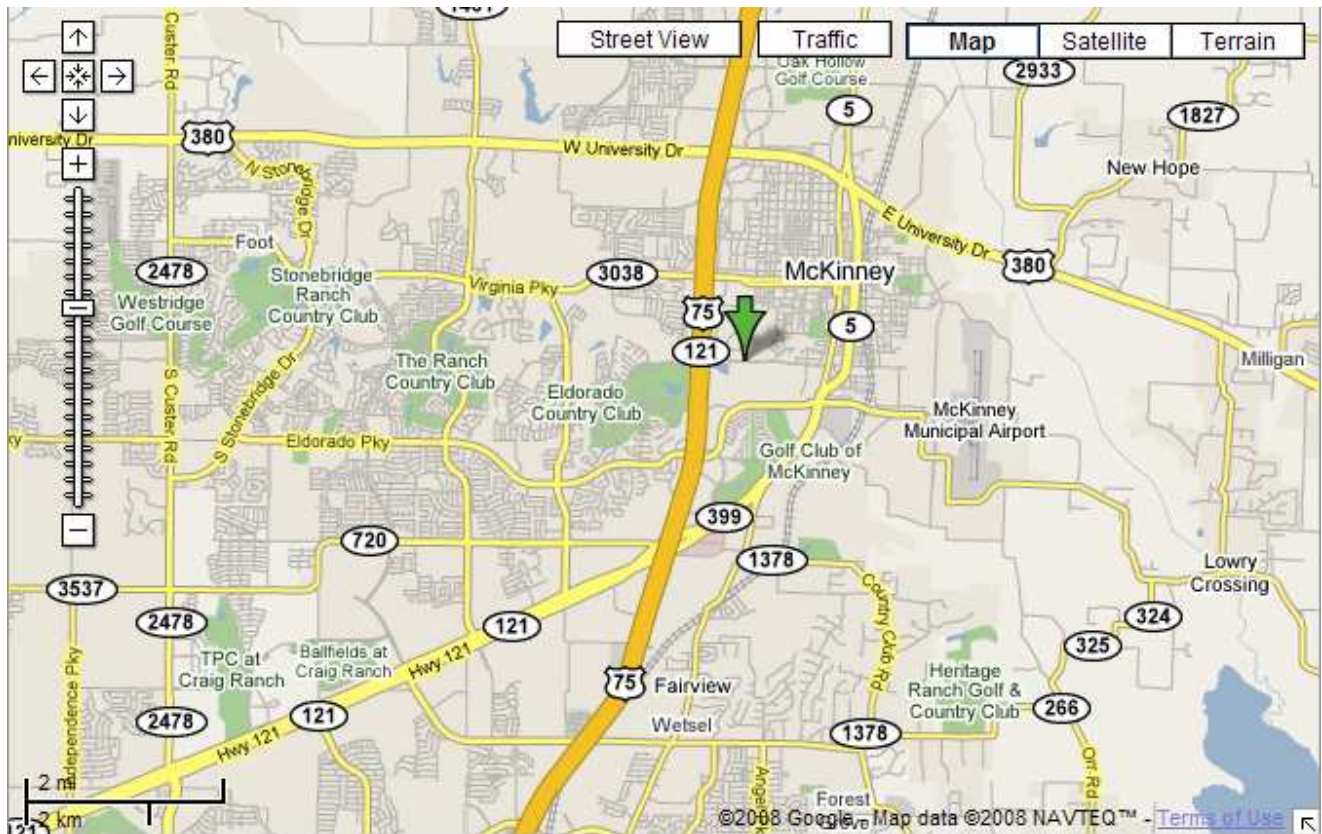 Street View
Traffic
Map
Satellite
Terrain
Custer Rd
Oak Hollow
Golf Course
2933
5
1827
niversity Dr
380
W University Dr
New Hope
N Stonebridge Dr
E University Dr
Foot
2478
Stonebridge
Ranch
Country Club
Virginia Pky
3038
McKinney
380
Westridge
Golf Course
75
5
121
The Ranch
Country Club
Milligan
S Custer Rd
S Stonebridge Dr
Eldorado
Country Club
McKinney
Municipal Airport
ky
Eldorado Pky
Golf Club of
McKinney
399
720
1378
Lowry
Crossing
3537
Country Club Rd
2478
121
324
325
TPC at
Craig Ranch
Ballfields at
Craig Ranch
Hwy 121
75
Fairview
Heritage
Ranch Golf &
Country Club
Independence Pky
2478
121
Wetsel
266
1378
Hwy 121
Orr Rd
2 mi
2 km
Angel
Forest
Grove
©2008 Google - Map data ©2008 NAVTEQ™ - Terms of Use